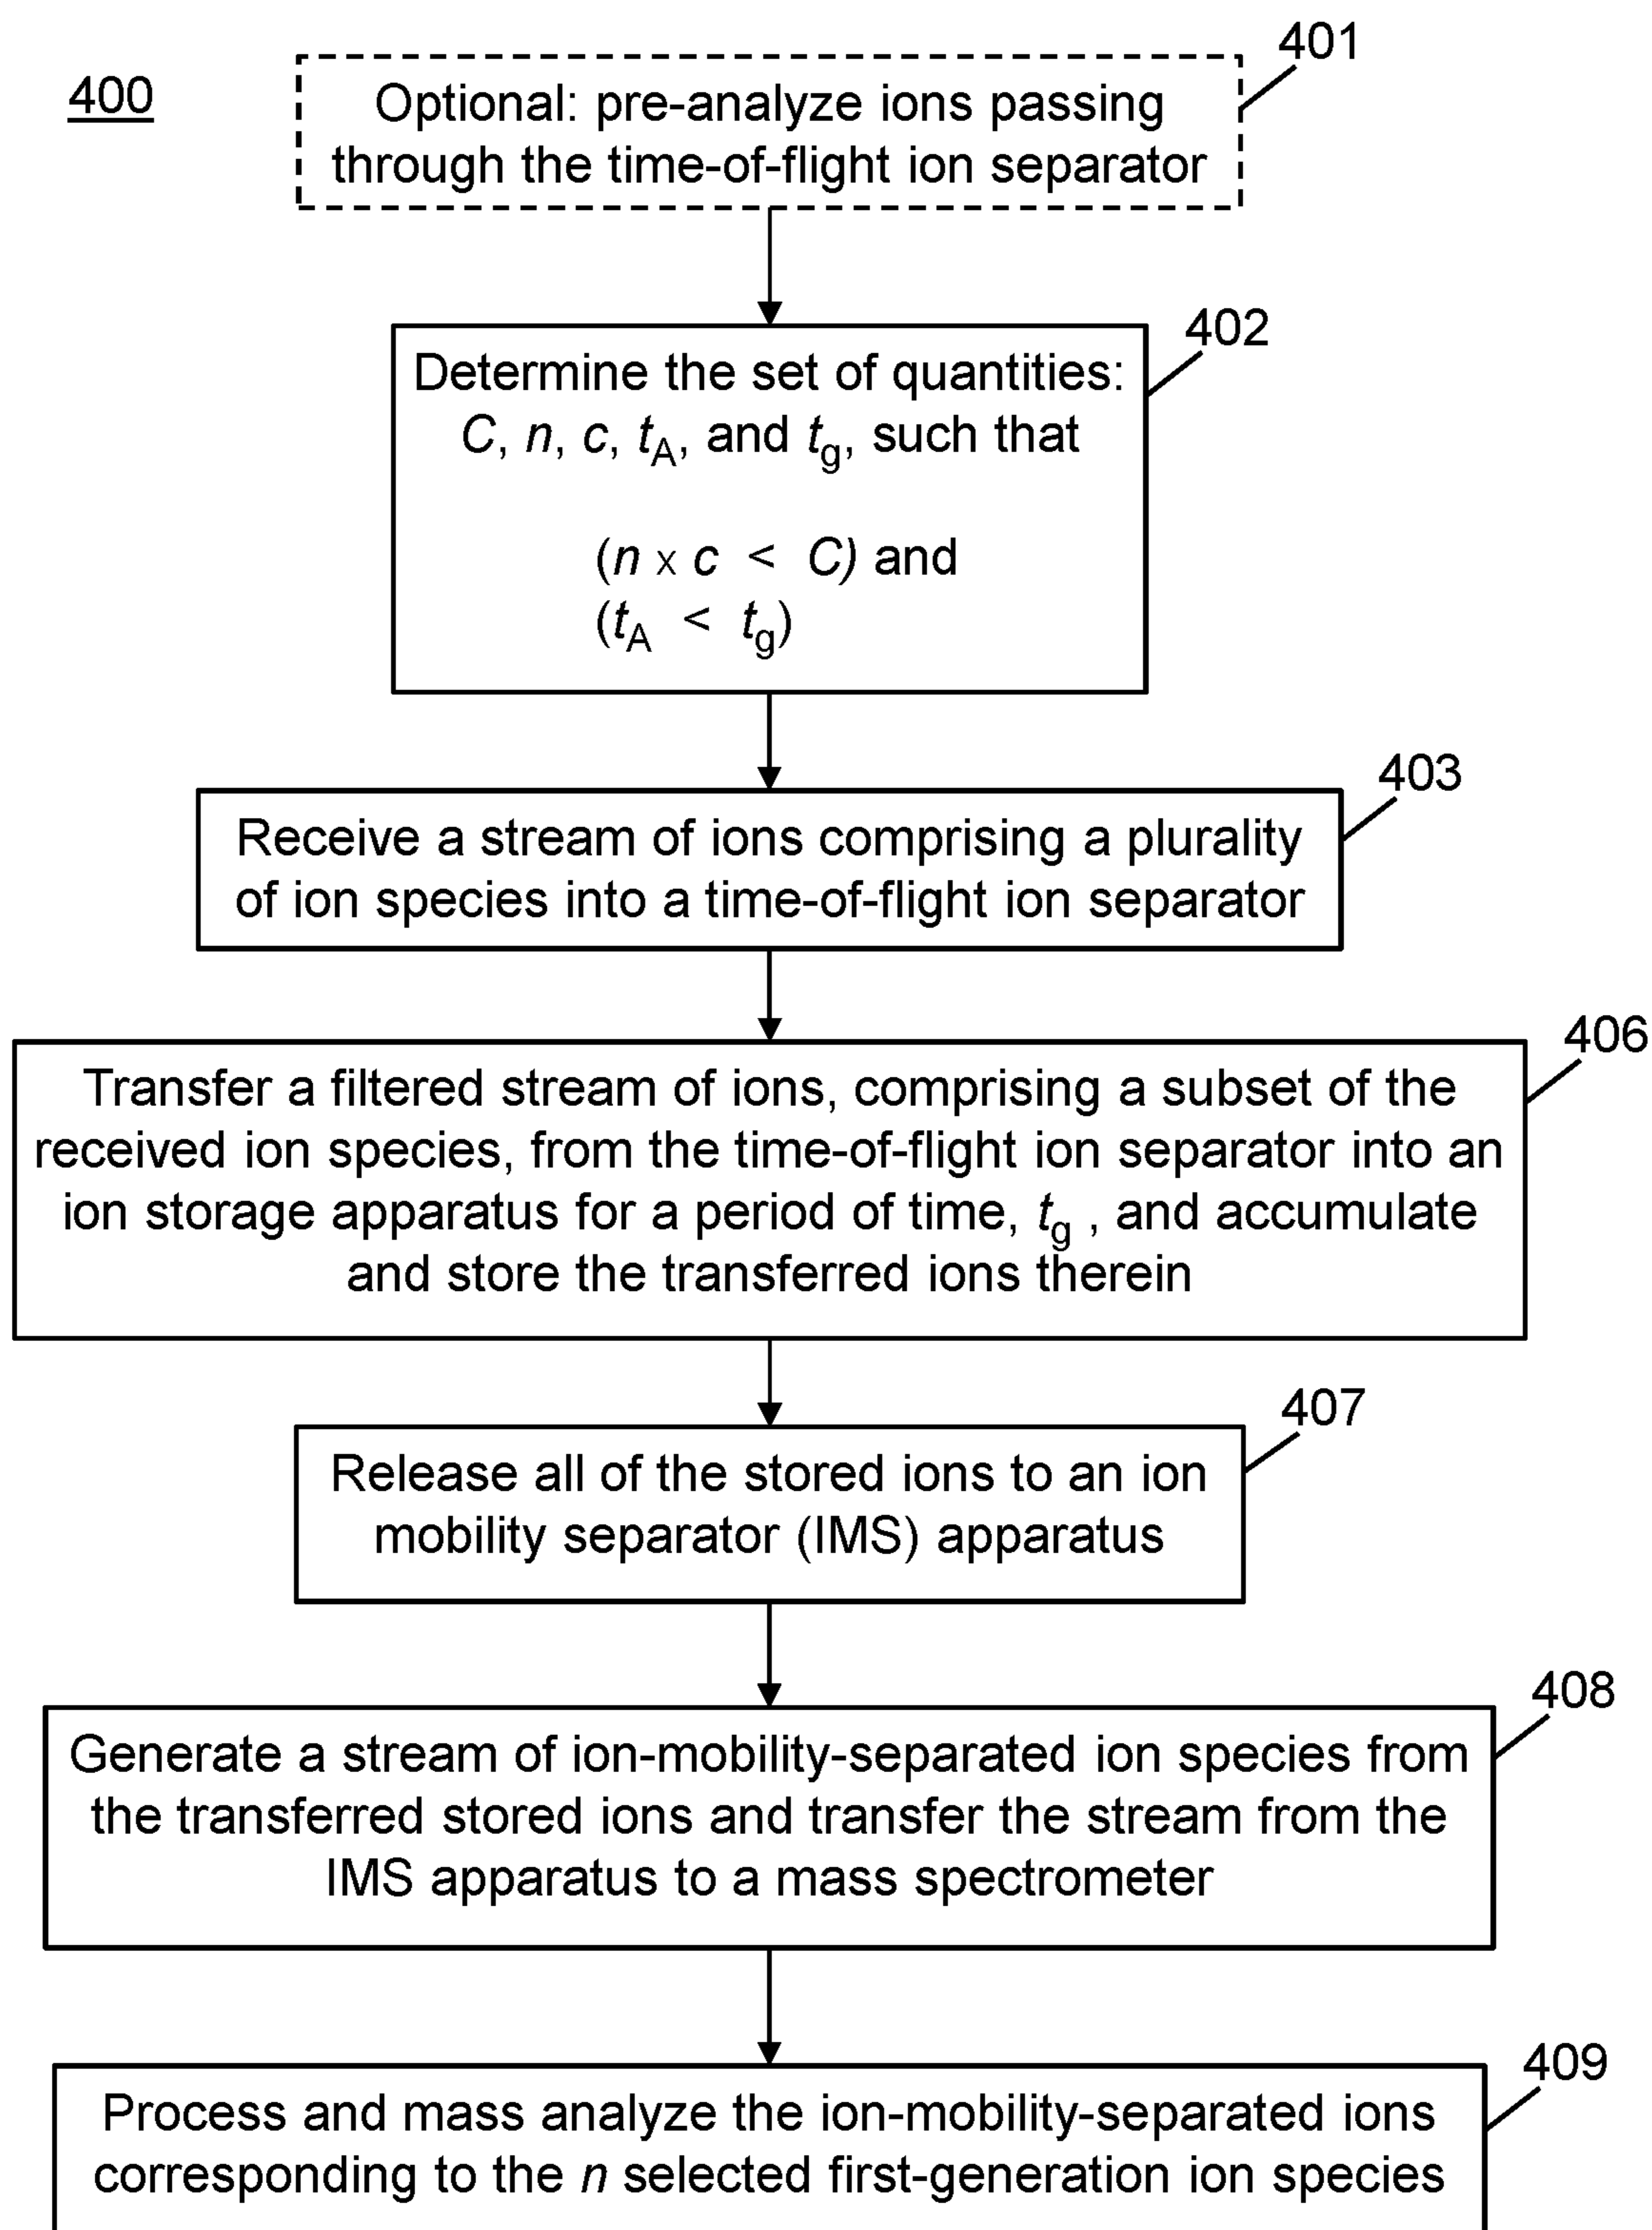 400
401
Optional: pre-analyze ions passing
through the time-of-flight ion separator
402
Determine the set of quantities:
C, n, c, tA, and tg, such that
(n x c < C) and
(tA < tg)
403
Receive a stream of ions comprising a plurality
of ion species into a time-of-flight ion separator
406
Transfer a filtered stream of ions, comprising a subset of the
received ion species, from the time-of-flight ion separator into an
ion storage apparatus for a period of time, tg , and accumulate
and store the transferred ions therein
407
Release all of the stored ions to an ion
mobility separator (IMS) apparatus
408
Generate a stream of ion-mobility-separated ion species from
the transferred stored ions and transfer the stream from the
IMS apparatus to a mass spectrometer
409
Process and mass analyze the ion-mobility-separated ions
corresponding to the n selected first-generation ion species